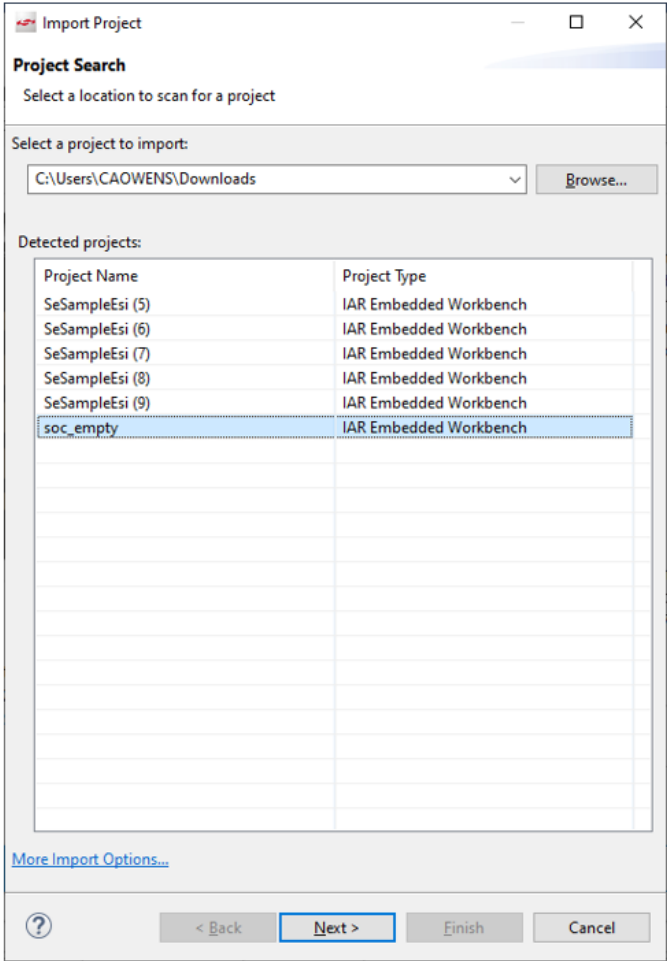 Import Project
Project Search
Select a location to scan for a project
Select a project to import:
C:\Users\CAOWENS\Downloads
Browse...
Detected projects:
Project Name Project Type
SeSampleEsi (5) IAR Embedded Workbench
SeSampleEsi (6) IAR Embedded Workbench
SeSampleEsi (7) IAR Embedded Workbench
SeSampleEsi (8) IAR Embedded Workbench
SeSampleEsi (9) IAR Embedded Workbench
soc_empty IAR Embedded Workbench
More Import Options...
? < Back Next > Finish Cancel